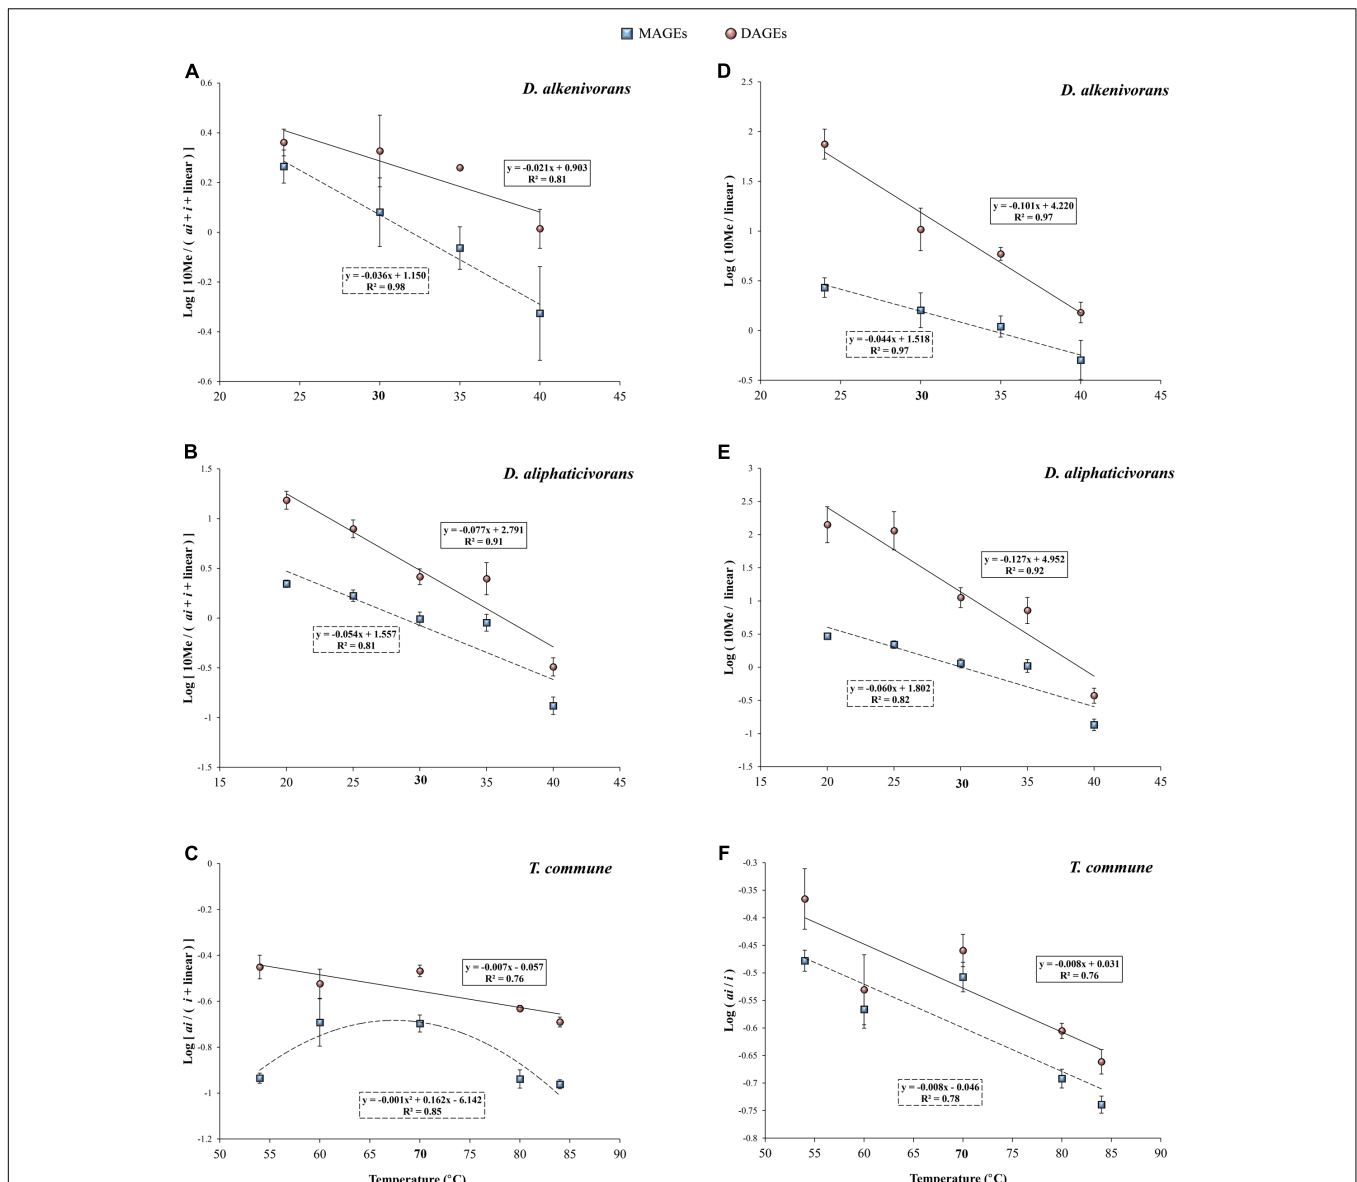 MAGEs DAGEs
A
D. alkenivorans
Log [ 10Me / ( ai + i + linear ) ]
0.6
0.4
0.2
0
-0.2
-0.4
-0.6
y = -0.021x + 0.903
R² = 0.81
y = -0.036x + 1.150
R² = 0.98
20 25 30 35 40 45
D
D. alkenivorans
Log ( 10Me / linear )
2.5
2
1.5
1
0.5
0
-0.5
y = -0.101x + 4.220
R² = 0.97
y = -0.044x + 1.518
R² = 0.97
20 25 30 35 40 45
B
D. aliphaticivorans
Log [ 10Me / ( ai + i + linear ) ]
1.5
1
0.5
0
-0.5
-1
-1.5
y = -0.077x + 2.791
R² = 0.91
y = -0.054x + 1.557
R² = 0.81
15 20 25 30 35 40 45
E
D. aliphaticivorans
Log ( 10Me / linear )
3
2.5
2
1.5
1
0.5
0
-0.5
-1
-1.5
y = -0.127x + 4.952
R² = 0.92
y = -0.060x + 1.802
R² = 0.82
15 20 25 30 35 40 45
C
T. commune
Log [ ai / ( i + linear ) ]
0
-0.2
-0.4
-0.6
-0.8
-1
-1.2
y = -0.007x - 0.057
R² = 0.76
y = -0.001x² + 0.162x - 6.142
R² = 0.85
50 55 60 65 70 75 80 85 90
Temperature (°C)
F
T. commune
Log ( ai / i )
-0.3
-0.35
-0.4
-0.45
-0.5
-0.55
-0.6
-0.65
-0.7
-0.75
-0.8
y = -0.008x + 0.031
R² = 0.76
y = -0.008x - 0.046
R² = 0.78
50 55 60 65 70 75 80 85 90
Temperature (°C)